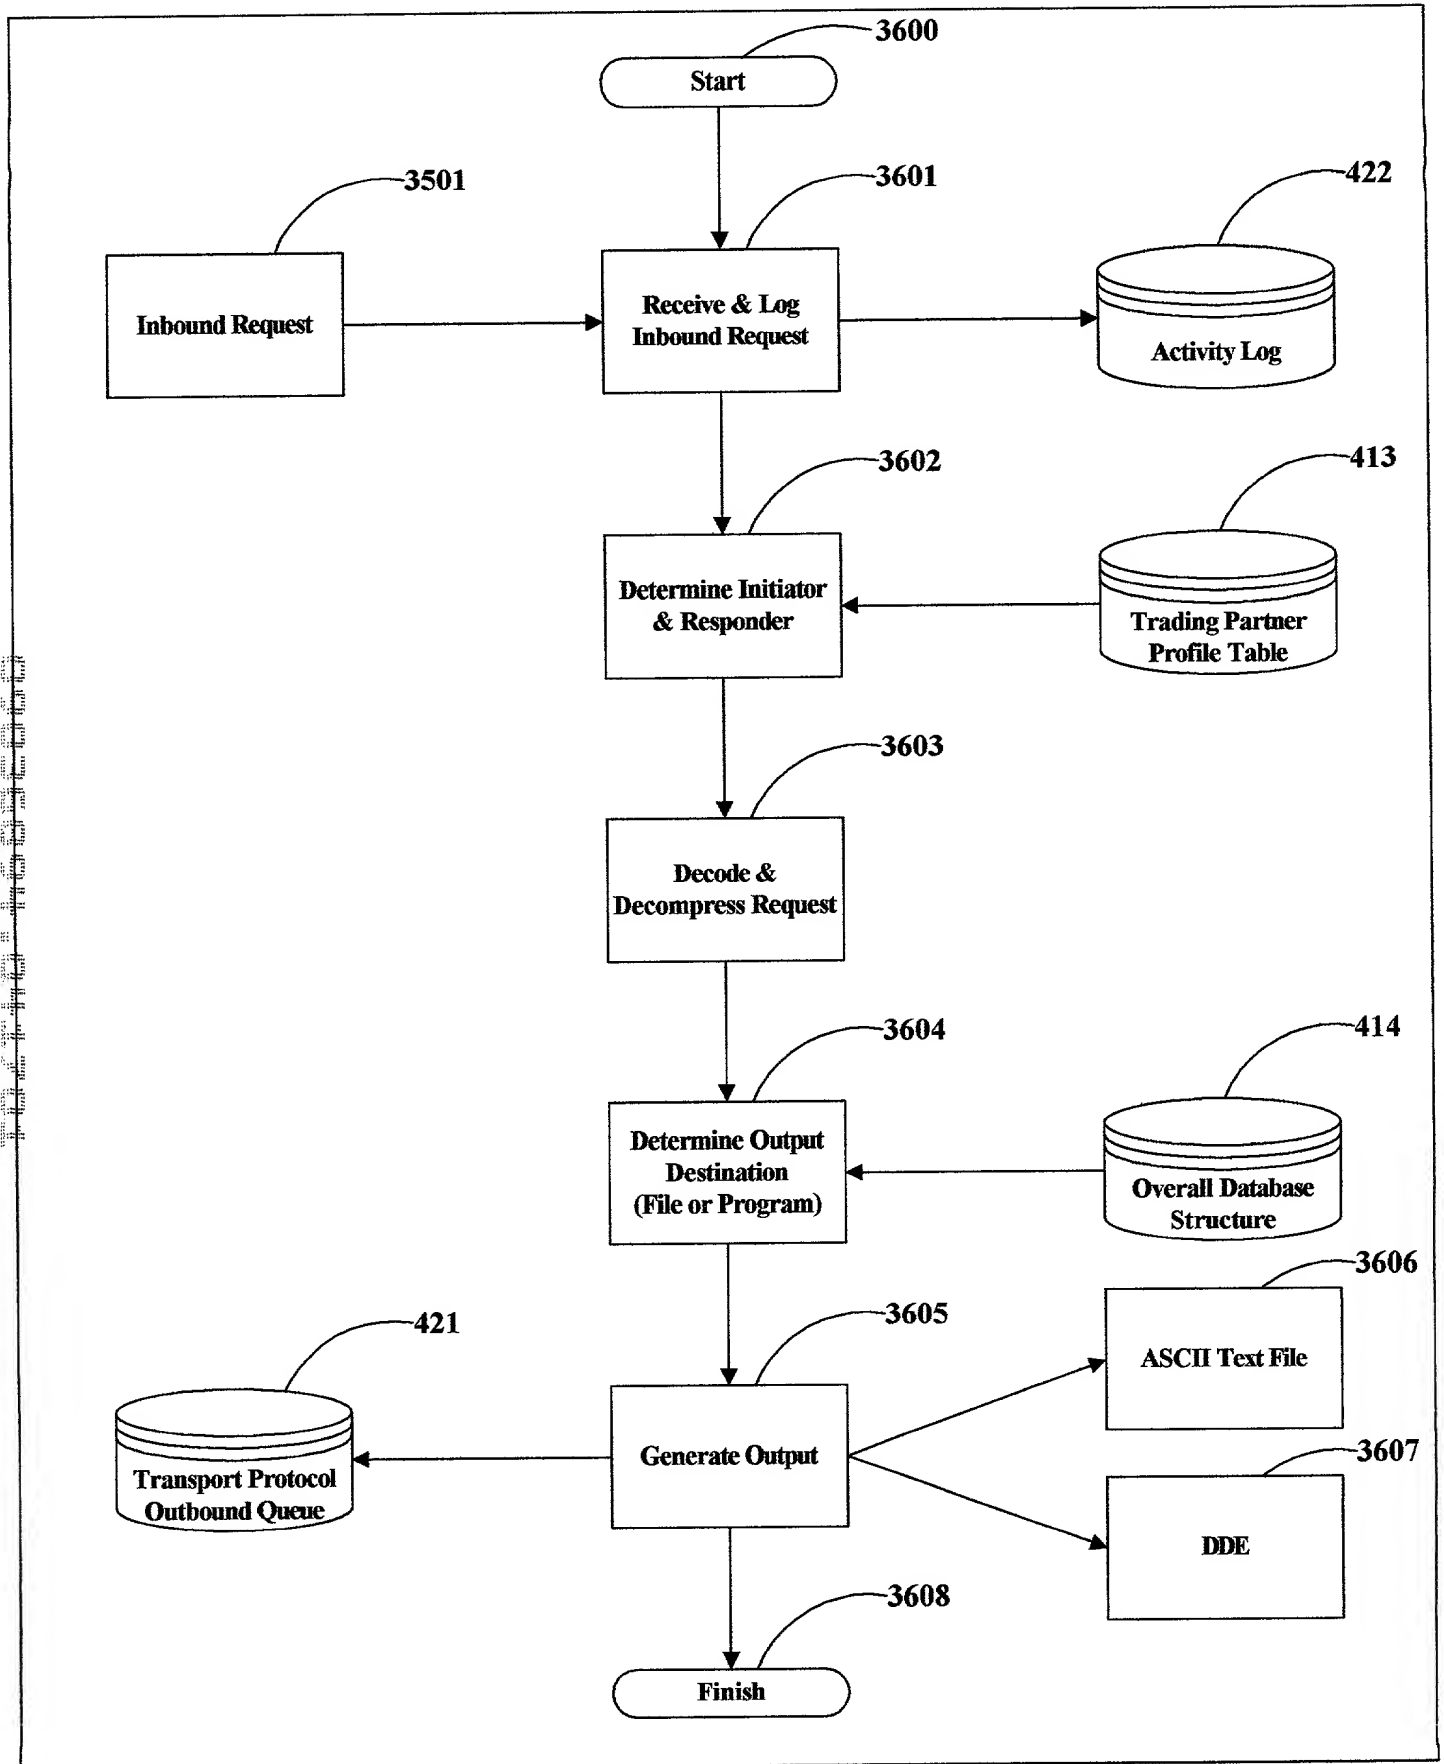 3600
Start
3501
3601
422
Inbound Request
Receive & Log
Inbound Request
Activity Log
3602
413
Determine Initiator
& Responder
Trading Partner
Profile Table
3603
Decode &
Decompress Request
3604
414
Determine Output
Destination
(File or Program)
Overall Database
Structure
3606
421
3605
ASCII Text File
Transport Protocol
Outbound Queue
Generate Output
3607
DDE
3608
Finish